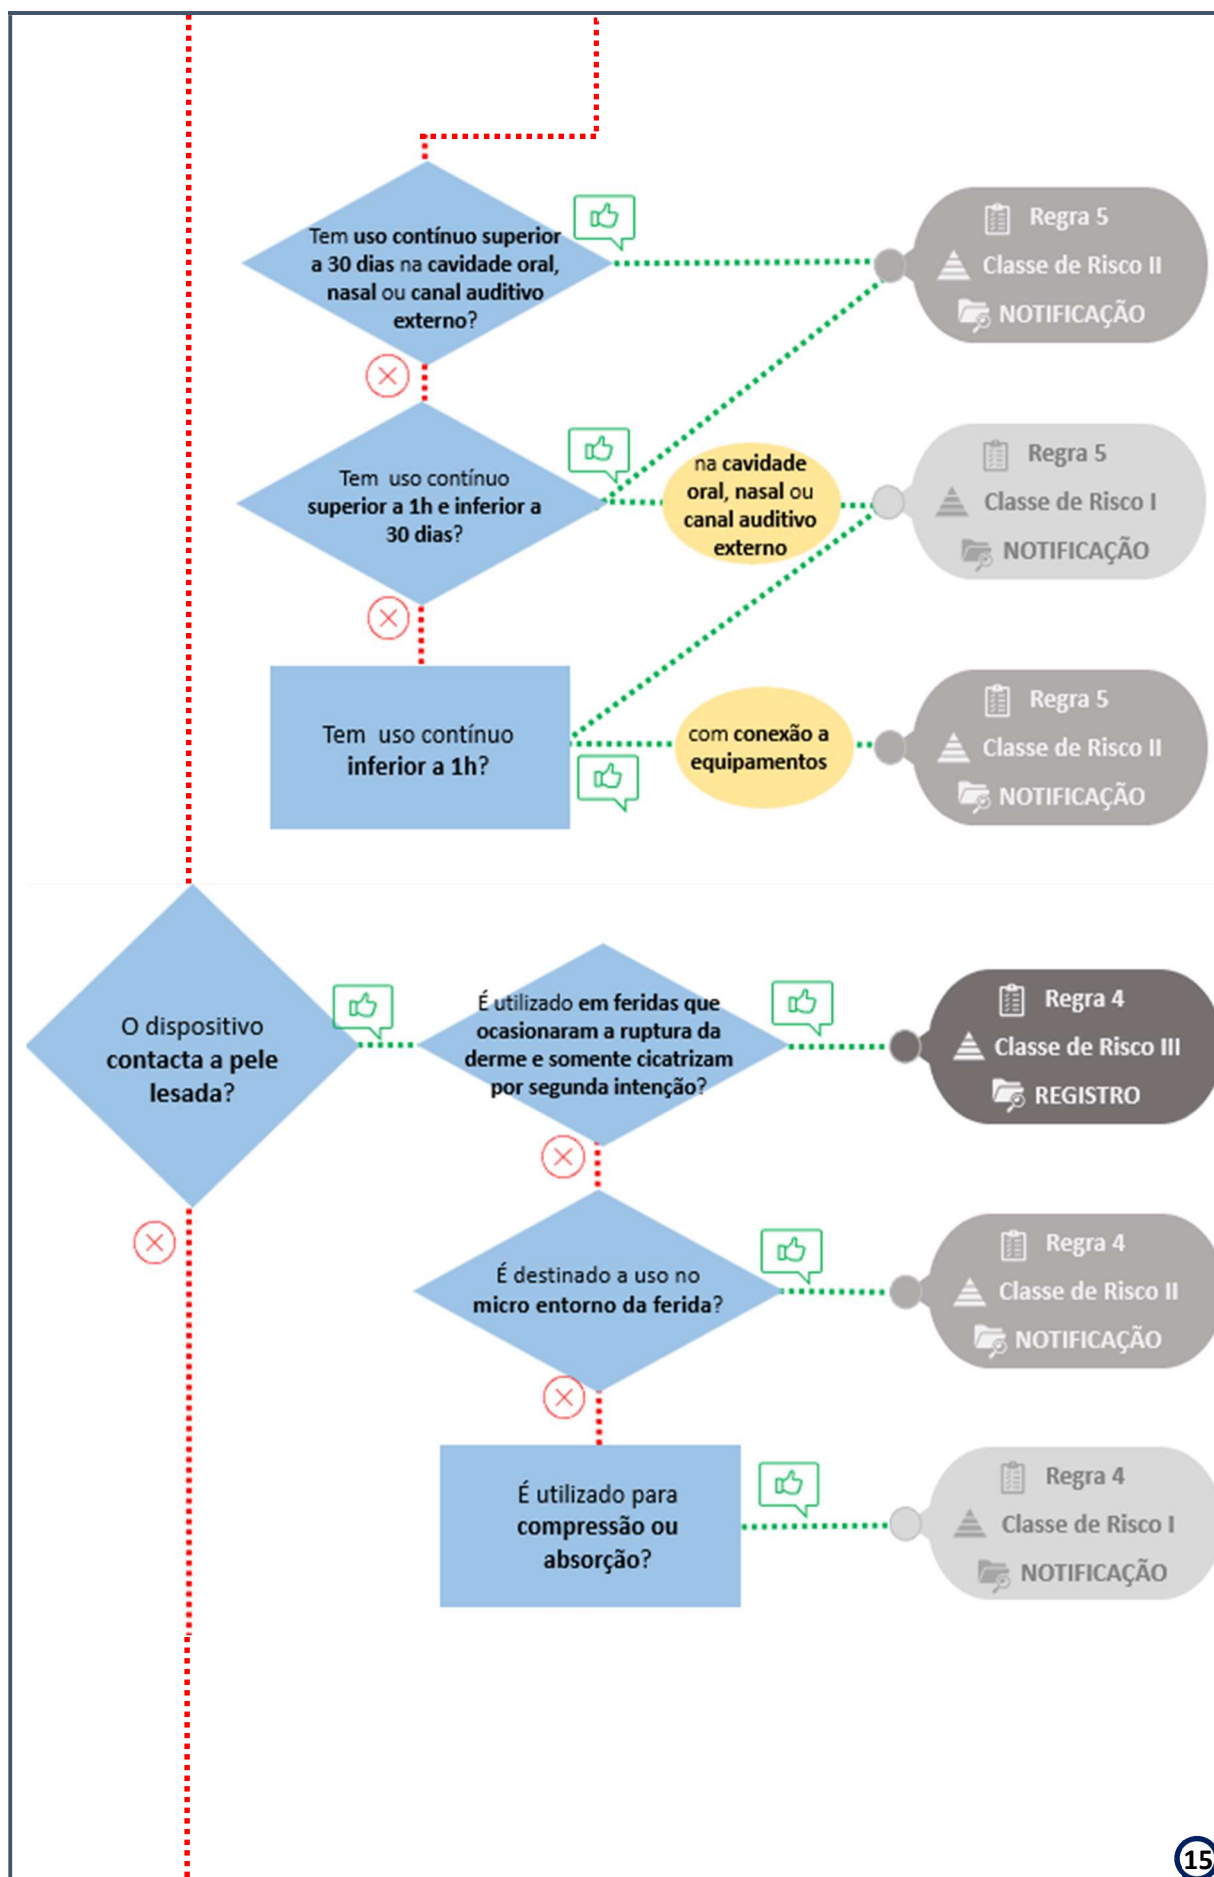 Tem uso contínuo superior
a 30 dias na cavidade oral,
nasal ou canal auditivo
externo?
Regra 5
Classe de Risco II
NOTIFICAÇÃO
Tem uso contínuo
superior a 1h e inferior a
30 dias?
na cavidade
oral, nasal ou
canal auditivo
externo
Regra 5
Classe de Risco I
NOTIFICAÇÃO
Tem uso contínuo
inferior a 1h?
com conexão a
equipamentos
Regra 5
Classe de Risco II
NOTIFICAÇÃO
O dispositivo
contacta a pele
lesada?
É utilizado em feridas que
ocasionaram a ruptura da
derme e somente cicatrizam
por segunda intenção?
Regra 4
Classe de Risco III
REGISTRO
É destinado a uso no
micro entorno da ferida?
Regra 4
Classe de Risco II
NOTIFICAÇÃO
É utilizado para
compressão ou
absorção?
Regra 4
Classe de Risco I
NOTIFICAÇÃO
15